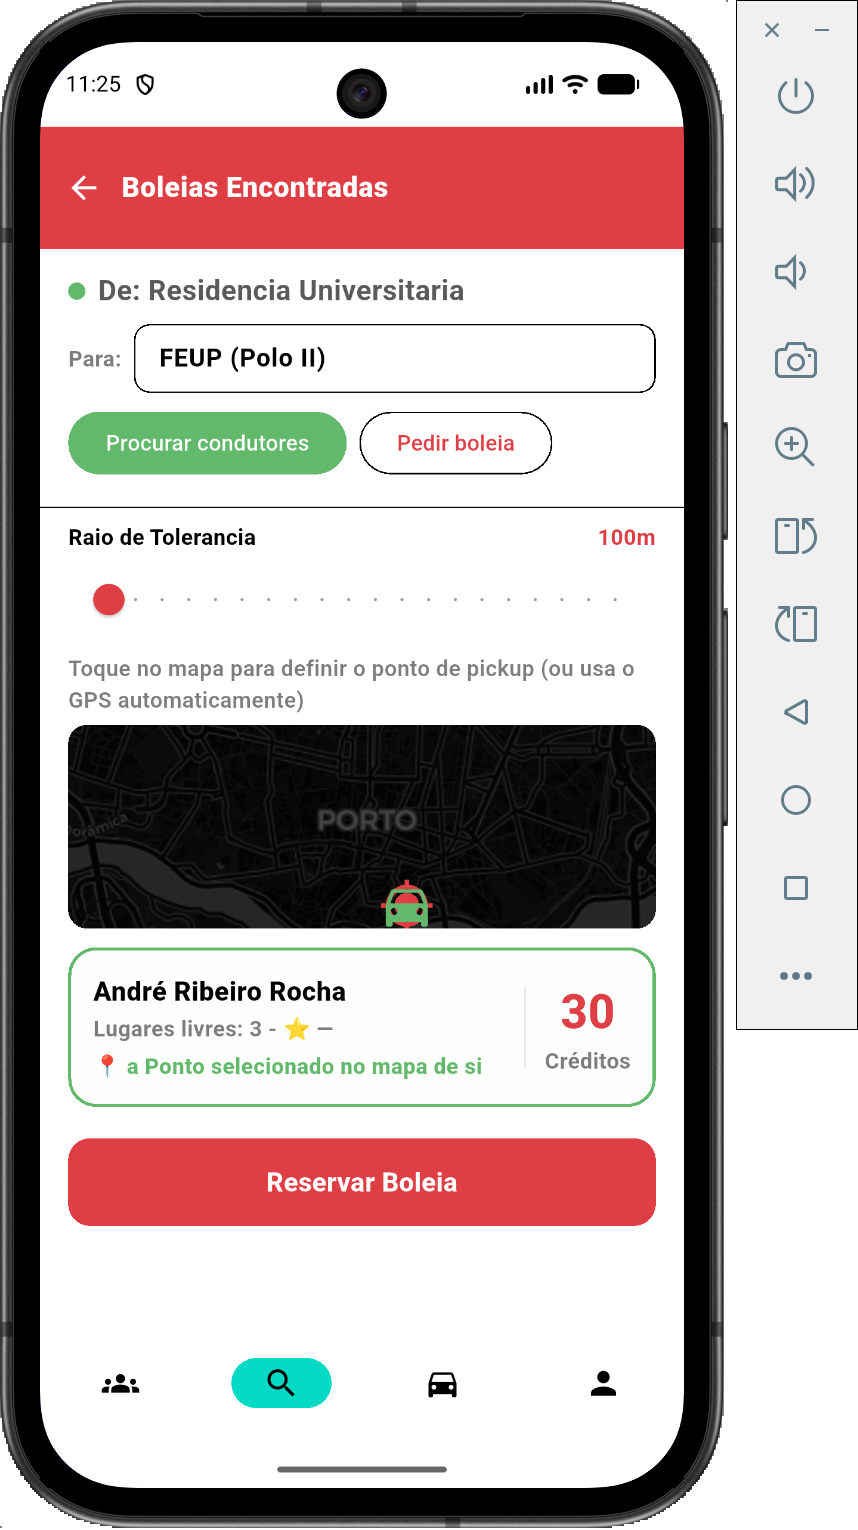 11:25
Boleias Encontradas
De: Residencia Universitaria
Para: FEUP (Polo II)
Procurar condutores Pedir boleia
Raio de Tolerancia 100m
Toque no mapa para definir o ponto de pickup (ou usa o
GPS automaticamente)
PORTO
André Ribeiro Rocha
Lugares livres: 3 - ⭐ —
📍 a Ponto selecionado no mapa de si
30
Créditos
Reservar Boleia